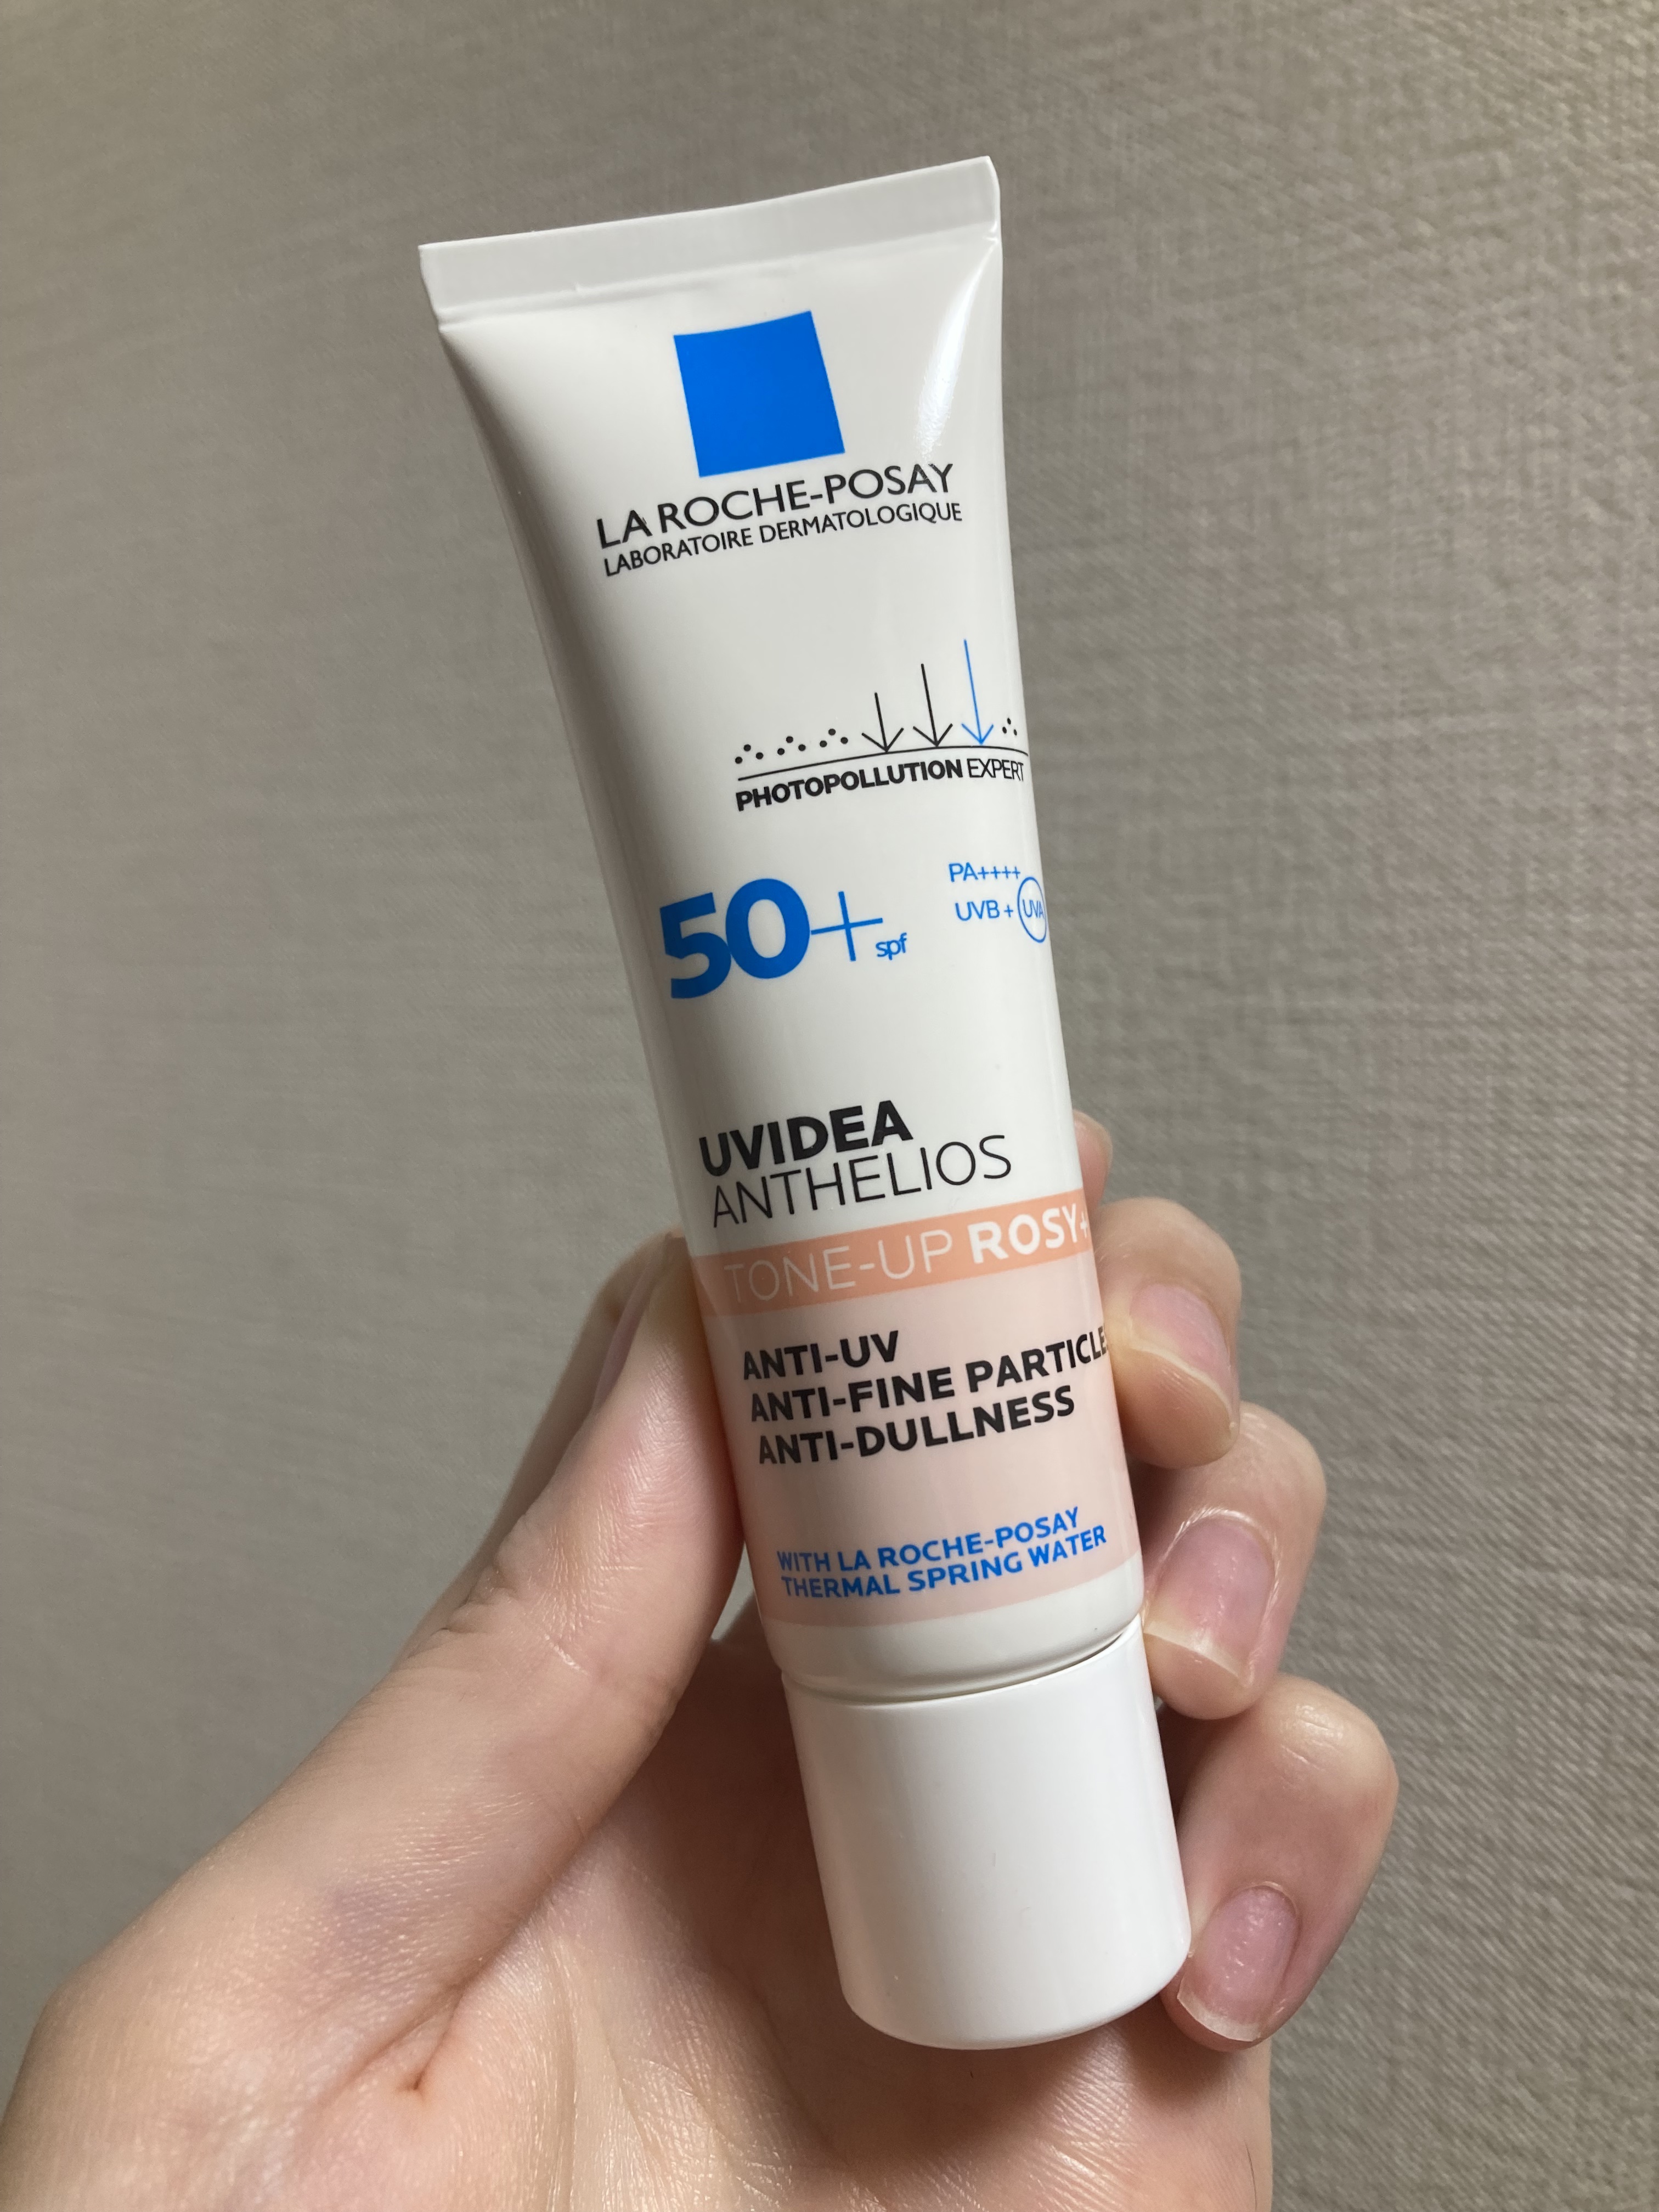 LA ROCHE-POSAY
LABORATOIRE DERMATOLOGIQUE
PHOTOPOLLUTION EXPERT
50+ spf
PA++++
UVB + UVA
UVIDEA
ANTHELIOS
TONE-UP ROSY+
ANTI-UV
ANTI-FINE PARTICLE
ANTI-DULLNESS
WITH LA ROCHE-POSAY
THERMAL SPRING WATER